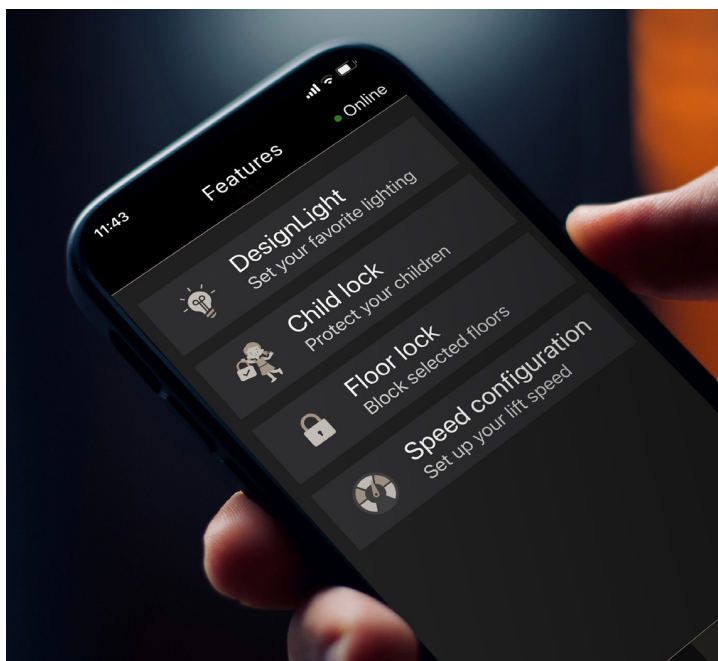 11:43
Features
Online
DesignLight
Set your favorite lighting
Child lock
Protect your children
Floor lock
Block selected floors
Speed configuration
Set up your lift speed